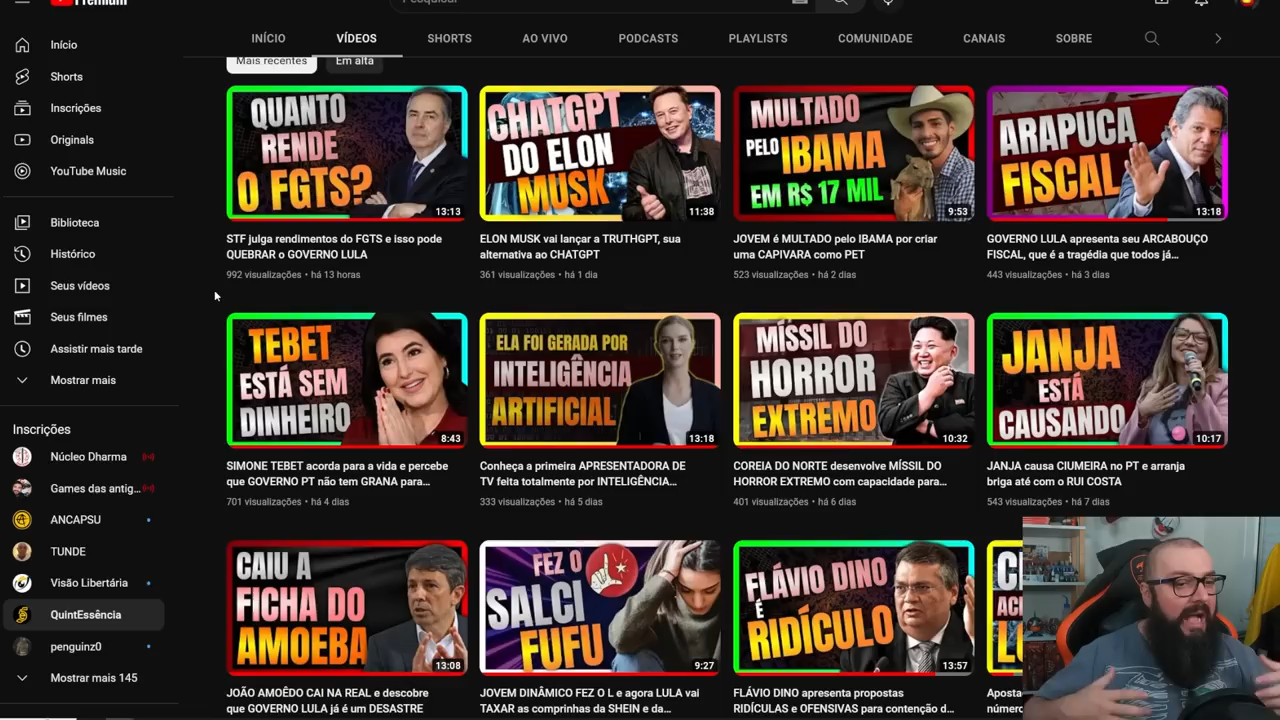 Premium
Pesquisar
INÍCIO VÍDEOS SHORTS AO VIVO PODCASTS PLAYLISTS COMUNIDADE CANAIS SOBRE
Mais recentes Em alta
Início
Shorts
Inscrições
Originals
YouTube Music
Biblioteca
Histórico
Seus vídeos
Seus filmes
Assistir mais tarde
Mostrar mais
Inscrições
Núcleo Dharma
Games das antig...
ANCAPSU
TUNDE
Visão Libertária
QuintEssência
penguinz0
Mostrar mais 145
QUANTO
RENDE
O FGTS?
13:13
STF julga rendimentos do FGTS e isso pode
QUEBRAR o GOVERNO LULA
992 visualizações • há 13 horas
CHATGPT
DO ELON
MUSK
11:38
ELON MUSK vai lançar a TRUTHGPT, sua
alternativa ao CHATGPT
361 visualizações • há 1 dia
MULTADO
PELO IBAMA
EM R$ 17 MIL
9:53
JOVEM é MULTADO pelo IBAMA por criar
uma CAPIVARA como PET
523 visualizações • há 2 dias
ARAPUCA
FISCAL
13:18
GOVERNO LULA apresenta seu ARCABOUÇO
FISCAL, que é a tragédia que todos já...
443 visualizações • há 3 dias
TEBET
ESTÁ SEM
DINHEIRO
8:43
SIMONE TEBET acorda para a vida e percebe
que GOVERNO PT não tem GRANA para...
701 visualizações • há 4 dias
ELA FOI GERADA POR
INTELIGÊNCIA
ARTIFICIAL
13:18
Conheça a primeira APRESENTADORA DE
TV feita totalmente por INTELIGÊNCIA...
333 visualizações • há 5 dias
MÍSSIL DO
HORROR
EXTREMO
10:32
COREIA DO NORTE desenvolve MÍSSIL DO
HORROR EXTREMO com capacidade para...
401 visualizações • há 6 dias
JANJA
ESTÁ
CAUSANDO
10:17
JANJA causa CIUMEIRA no PT e arranja
briga até com o RUI COSTA
543 visualizações • há 7 dias
CAIU A
FICHA DO
AMOEBA
13:08
JOÃO AMOÊDO CAI NA REAL e descobre
que GOVERNO LULA já é um DESASTRE
FEZ O
SALCI
FUFU
9:27
JOVEM DINÂMICO FEZ O L e agora LULA vai
TAXAR as comprinhas da SHEIN e da...
FLÁVIO DINO
É
RIDÍCULO
13:57
FLÁVIO DINO apresenta propostas
RIDÍCULAS e OFENSIVAS para contenção d...
Aposta
número